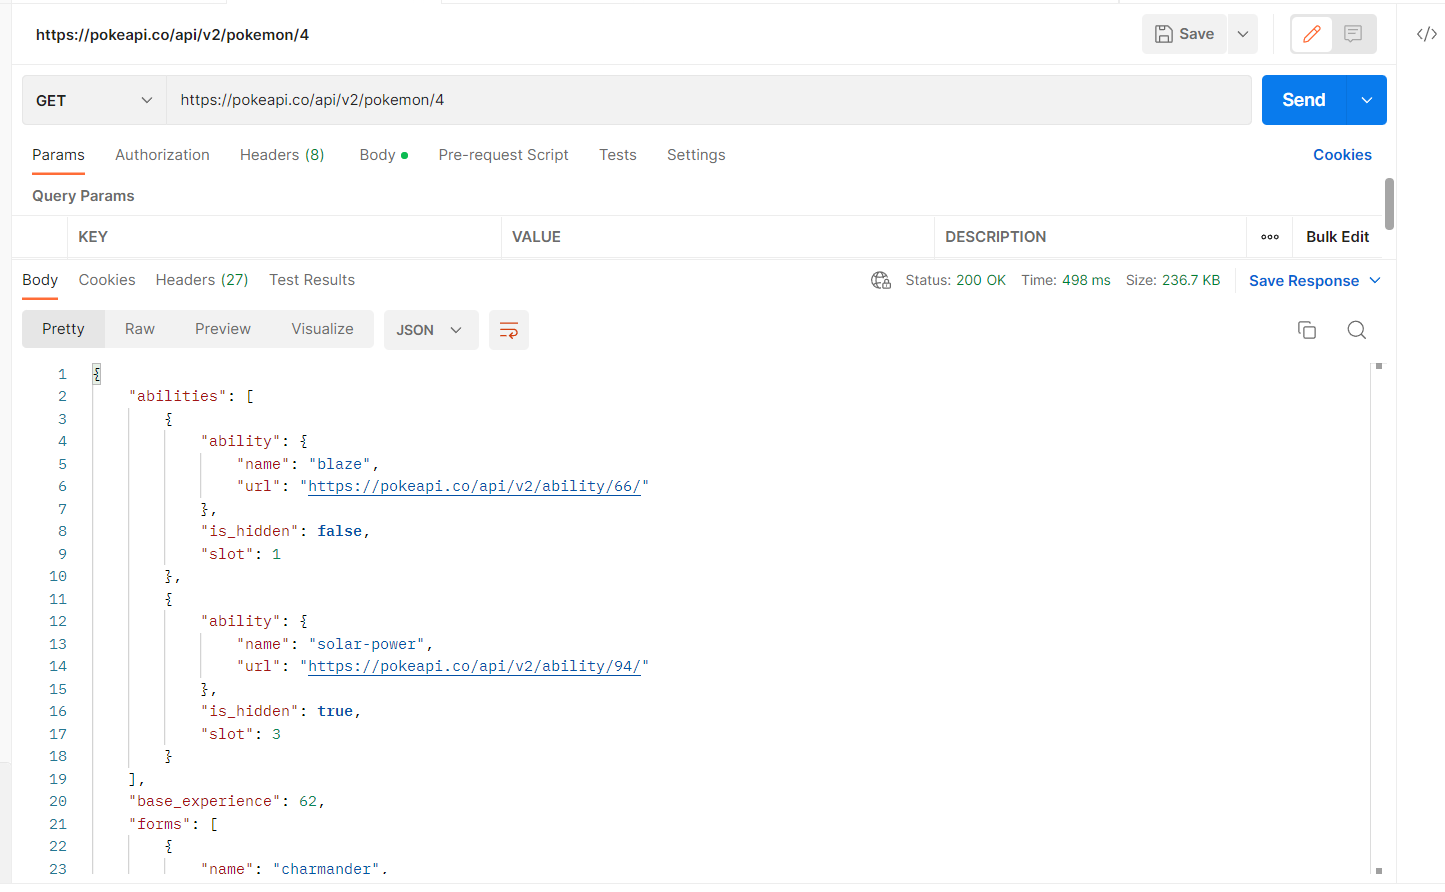 https://pokeapi.co/api/v2/pokemon/4 Save </>
GET https://pokeapi.co/api/v2/pokemon/4 Send
Params Authorization Headers (8) Body Pre-request Script Tests Settings Cookies
Query Params
KEY VALUE DESCRIPTION ooo Bulk Edit
Body Cookies Headers (27) Test Results Status: 200 OK Time: 498 ms Size: 236.7 KB Save Response
Pretty Raw Preview Visualize JSON
1 {
2 "abilities": [
3 {
4 "ability": {
5 "name": "blaze",
6 "url": "https://pokeapi.co/api/v2/ability/66/"
7 },
8 "is_hidden": false,
9 "slot": 1
10 },
11 {
12 "ability": {
13 "name": "solar-power",
14 "url": "https://pokeapi.co/api/v2/ability/94/"
15 },
16 "is_hidden": true,
17 "slot": 3
18 }
19 ],
20 "base_experience": 62,
21 "forms": [
22 {
23 "name": "charmander",